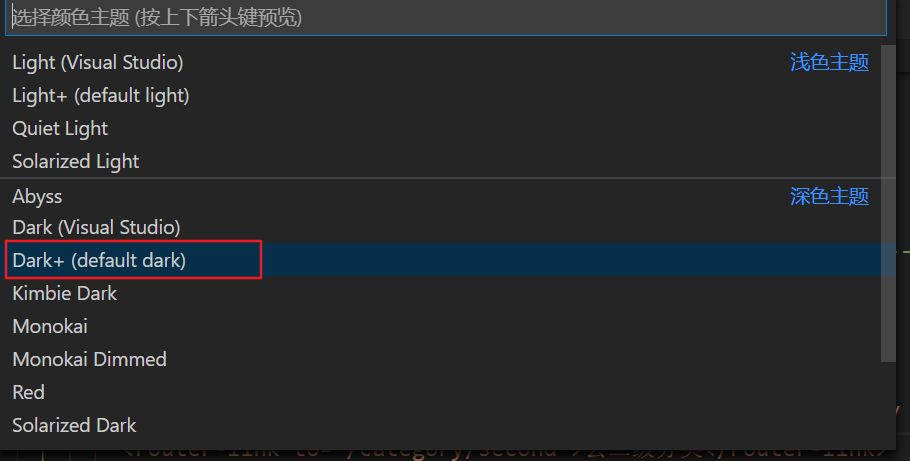 选择颜色主题 (按上下箭头键预览)
Light (Visual Studio) 浅色主题
Light+ (default light)
Quiet Light
Solarized Light
Abyss 深色主题
Dark (Visual Studio)
Dark+ (default dark)
Kimbie Dark
Monokai
Monokai Dimmed
Red
Solarized Dark